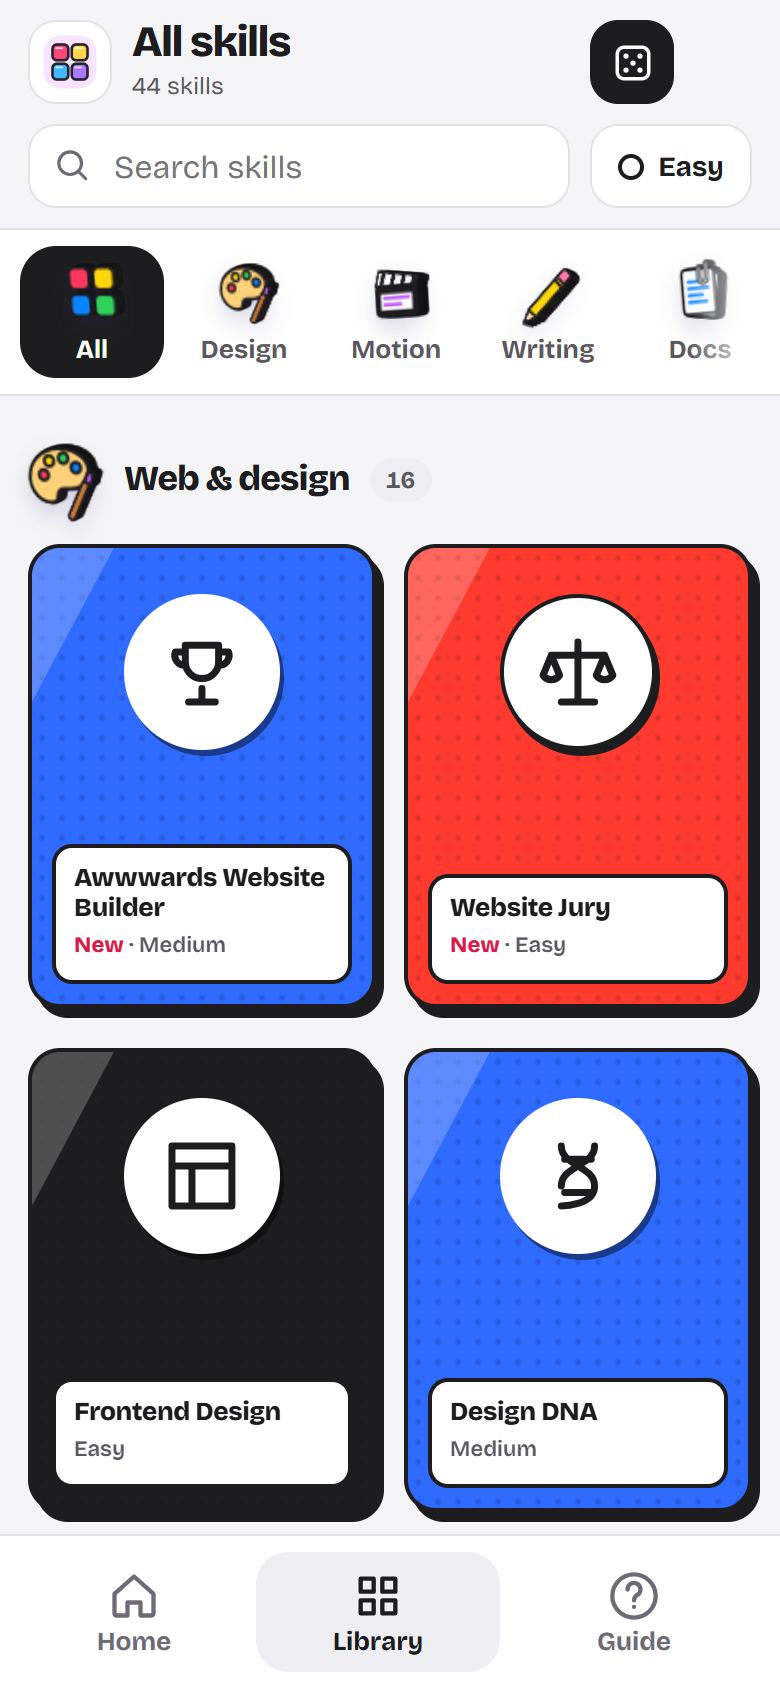 All skills
44 skills
Search skills
Easy
All
Design
Motion
Writing
Docs
Web & design
16
Awwwards Website
Builder
New · Medium
Website Jury
New · Easy
Frontend Design
Easy
Design DNA
Medium
Home
Library
Guide